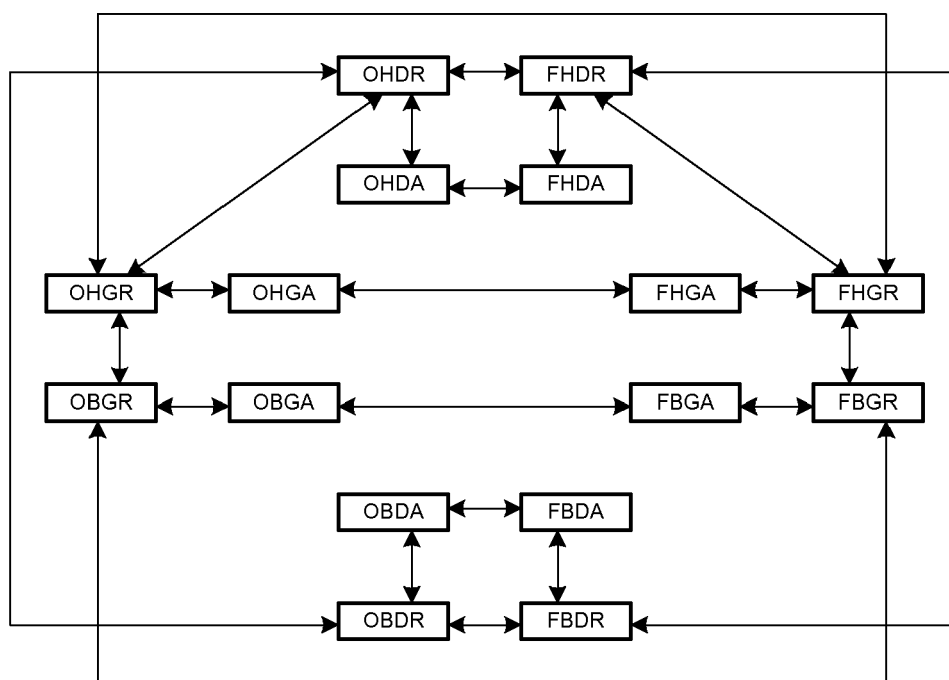 OHDR FHDR
OHDA FHDA
OHGR OHGA FHGA FHGR
OBGR OBGA FBGA FBGR
OBDA FBDA
OBDR FBDR